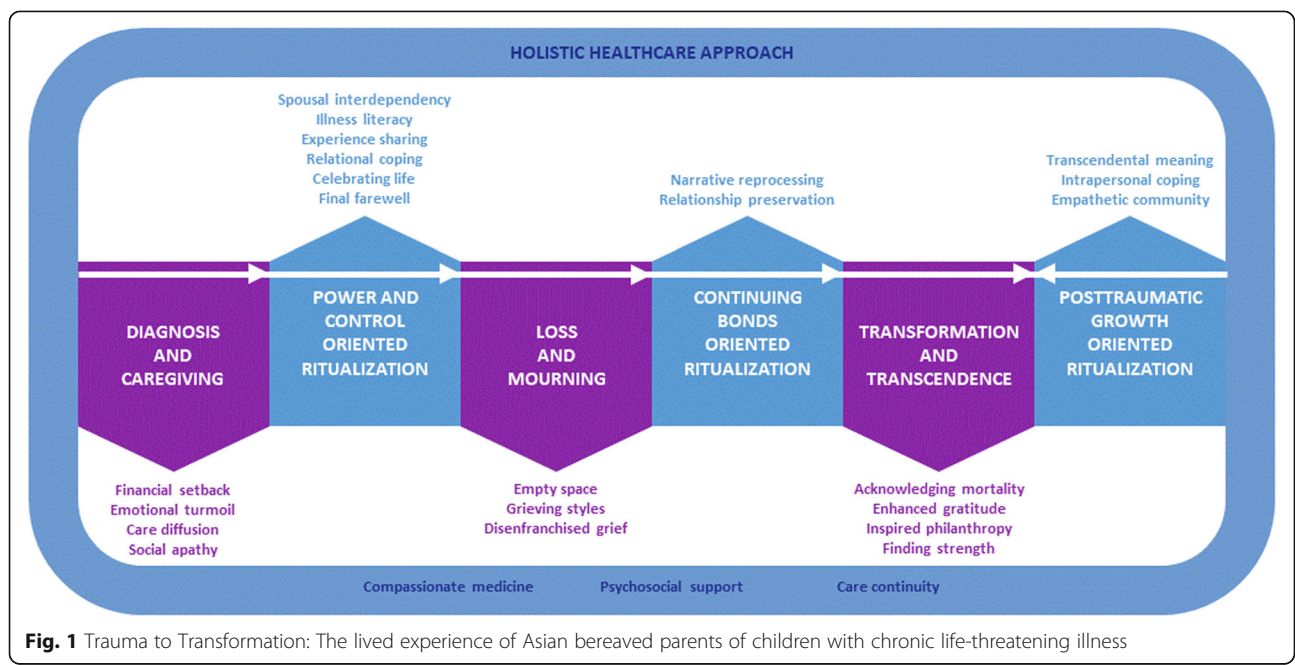 HOLISTIC HEALTHCARE APPROACH
Spousal interdependency
Illness literacy
Experience sharing
Relational coping
Celebrating life
Final farewell
Narrative reprocessing
Relationship preservation
Transcendental meaning
Intrapersonal coping
Empathetic community
DIAGNOSIS
AND
CAREGIVING
POWER AND
CONTROL
ORIENTED
RITUALIZATION
LOSS
AND
MOURNING
CONTINUING
BONDS
ORIENTED
RITUALIZATION
TRANSFORMATION
AND
TRANSCENDENCE
POSTTRAUMATIC
GROWTH
ORIENTED
RITUALIZATION
Financial setback
Emotional turmoil
Care diffusion
Social apathy
Empty space
Grieving styles
Disenfranchised grief
Acknowledging mortality
Enhanced gratitude
Inspired philanthropy
Finding strength
Compassionate medicine Psychosocial support Care continuity
Fig. 1 Trauma to Transformation: The lived experience of Asian bereaved parents of children with chronic life-threatening illness